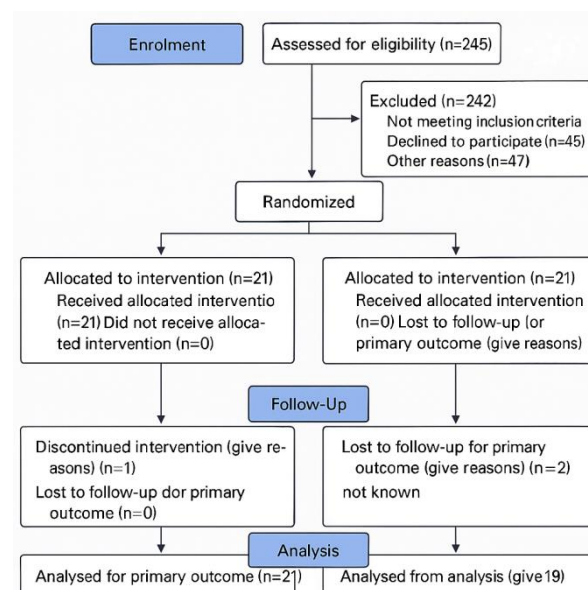 Enrolment
Assessed for eligibility (n=245)
Excluded (n=242)
Not meeting inclusion criteria
Declined to participate (n=45)
Other reasons (n=47)
Randomized
Allocated to intervention (n=21)
Received allocated interventio
(n=21) Did not receive alloca-
ated intervention (n=0)
Allocated to intervention (n=21)
Received allocated intervention
(n=0) Lost to follow-up (or
primary outcome (give reasons)
Follow-Up
Discontinued intervention (give re-
asons) (n=1)
Lost to follow-up dor primary
outcome (n=0)
Lost to follow-up for primary
outcome (give reasons) (n=2)
not known
Analysis
Analysed for primary outcome (n=21)
Analysed from analysis (give 19)